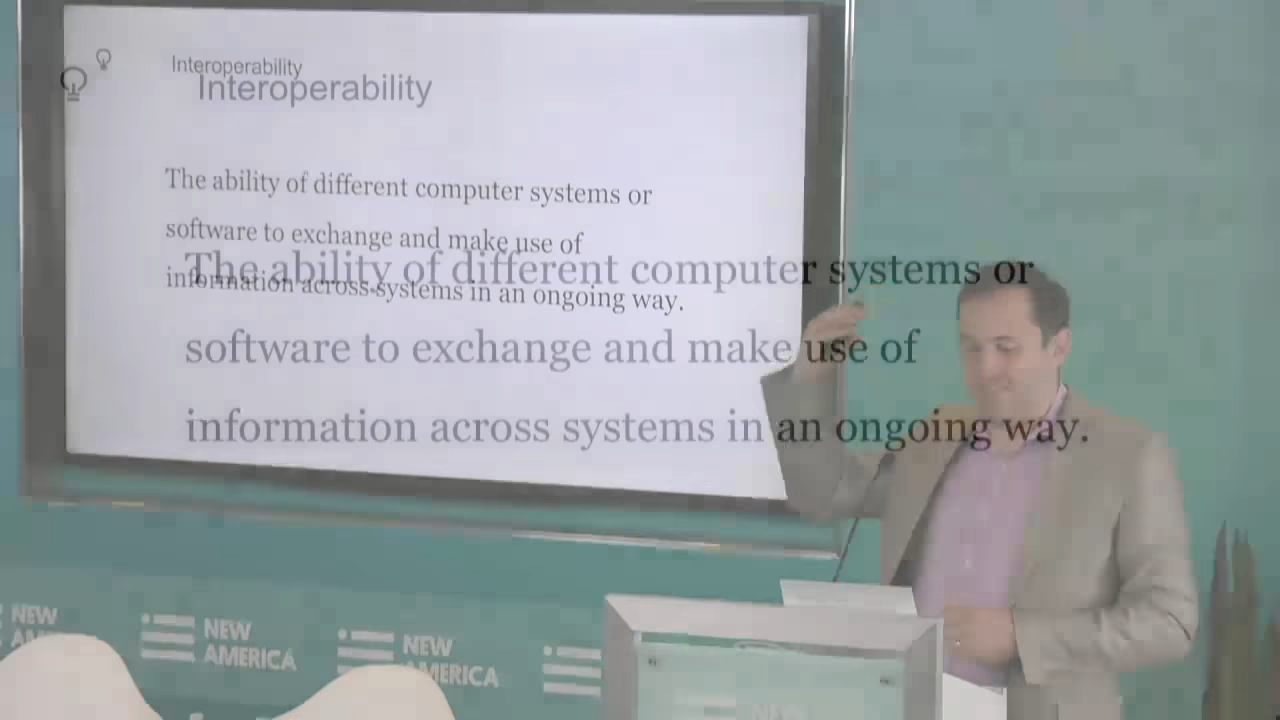 Interoperability
Interoperability
The ability of different computer systems or
software to exchange and make use of
information across systems in an ongoing way.
The ability of different computer systems or
software to exchange and make use of
information across systems in an ongoing way.
NEW
NEW
AMERICA
NEW
AMERICA
NEW